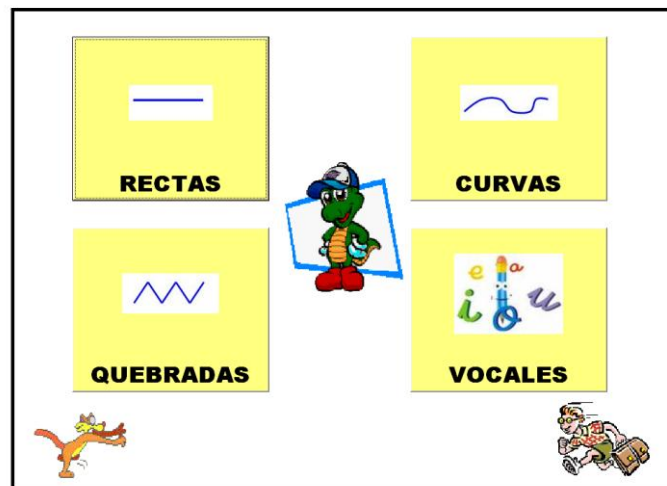 RECTAS
CURVAS
QUEBRADAS
e a
i o u
VOCALES